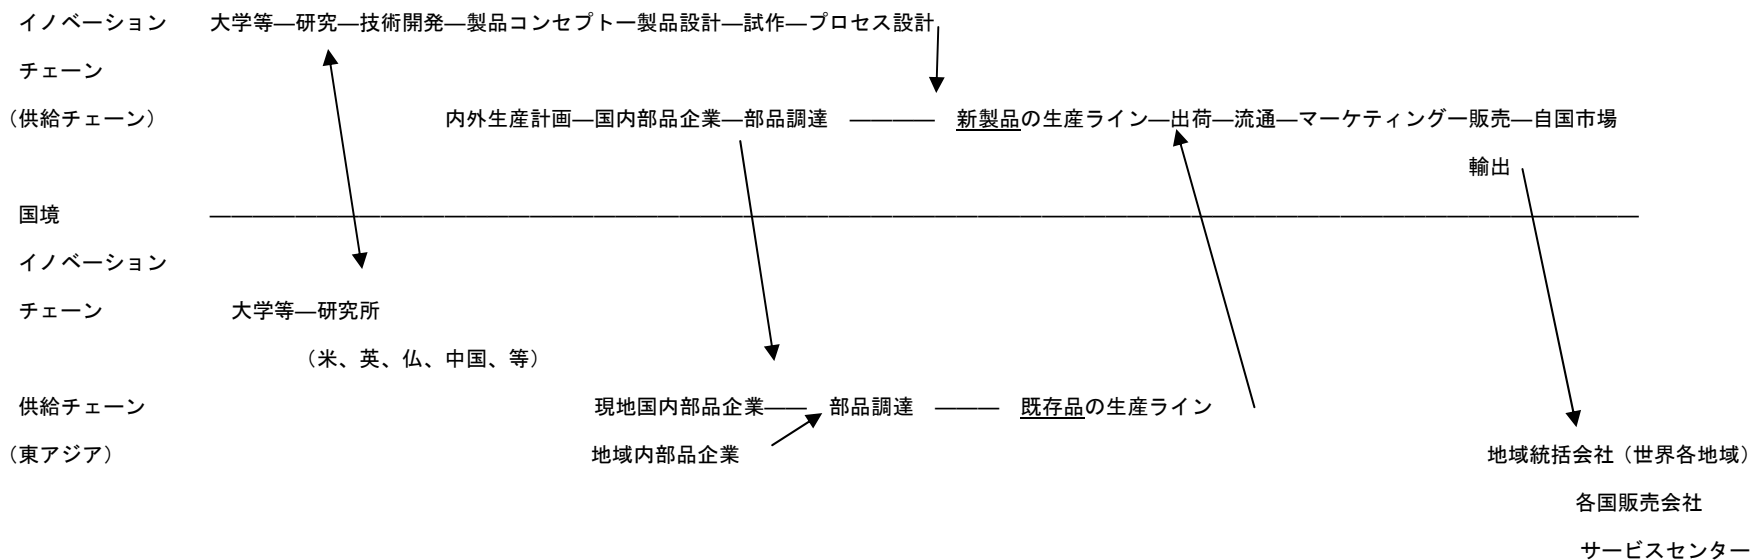 イノベーション 大学等―研究―技術開発―製品コンセプトー製品設計―試作―プロセス設計
チェーン
（供給チェーン） 内外生産計画―国内部品企業―部品調達 ―――― 新製品の生産ライン―出荷―流通―マーケティングー販売―自国市場
輸出
国境 ――――――――――――――――――――――――――――――――――――――――――――――――――――――――――――――――――――
イノベーション
チェーン 大学等―研究所
（米、英、仏、中国、等）
供給チェーン 現地国内部品企業―― 部品調達 ――― 既存品の生産ライン
（東アジア） 地域内部品企業 地域統括会社（世界各地域）
各国販売会社
サービスセンター